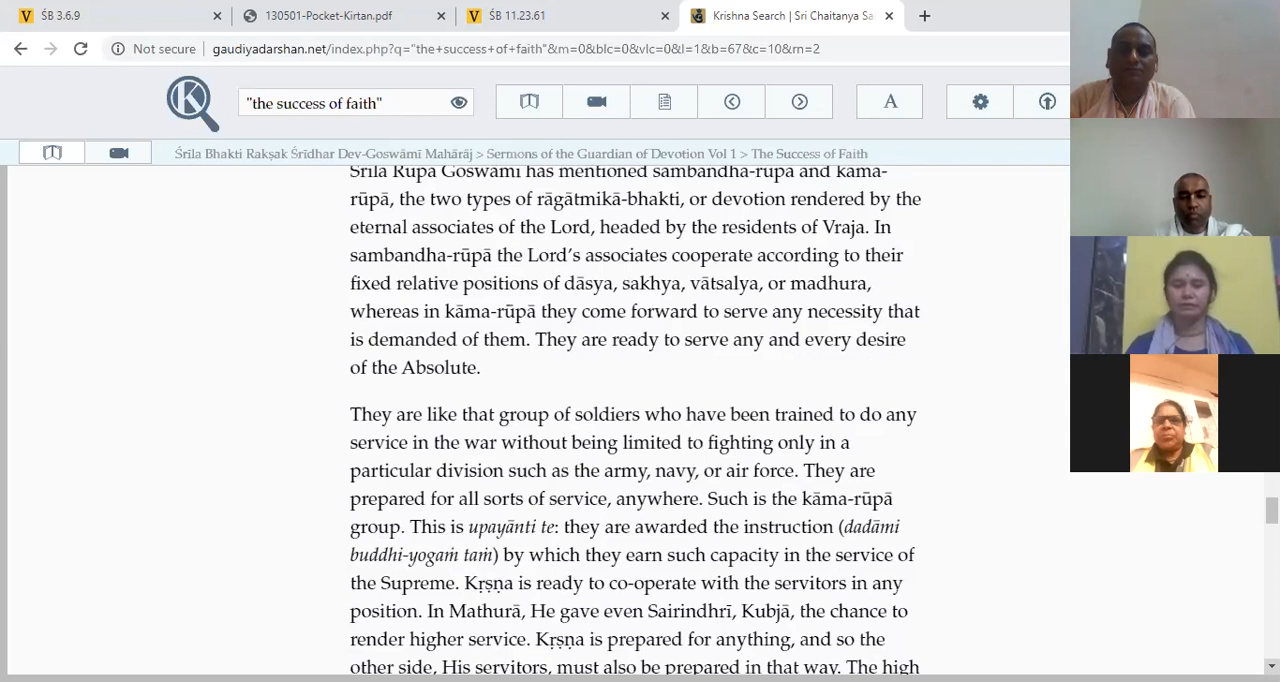 ŚB 3.6.9
130501-Pocket-Kirtan.pdf
ŚB 11.23.61
Krishna Search | Sri Chaitanya Sa
Not secure
gaudiyadarshan.net/index.php?q="the+success+of+faith"&m=0&blc=0&vlc=0&l=1&b=67&c=10&rn=2
K
"the success of faith"
A
Śrīla Bhakti Rakṣak Śrīdhar Dev-Goswāmī Mahārāj > Sermons of the Guardian of Devotion Vol 1 > The Success of Faith
Śrīla Rūpa Goswāmī has mentioned sambandha-rūpā and kāma-
rūpā, the two types of rāgātmikā-bhakti, or devotion rendered by the
eternal associates of the Lord, headed by the residents of Vraja. In
sambandha-rūpā the Lord's associates cooperate according to their
fixed relative positions of dāsya, sakhya, vātsalya, or madhura,
whereas in kāma-rūpā they come forward to serve any necessity that
is demanded of them. They are ready to serve any and every desire
of the Absolute.
They are like that group of soldiers who have been trained to do any
service in the war without being limited to fighting only in a
particular division such as the army, navy, or air force. They are
prepared for all sorts of service, anywhere. Such is the kāma-rūpā
group. This is upayānti te: they are awarded the instruction (dadāmi
buddhi-yogaṁ taṁ) by which they earn such capacity in the service of
the Supreme. Kṛṣṇa is ready to co-operate with the servitors in any
position. In Mathurā, He gave even Sairindhrī, Kubjā, the chance to
render higher service. Kṛṣṇa is prepared for anything, and so the
other side, His servitors, must also be prepared in that way. The high